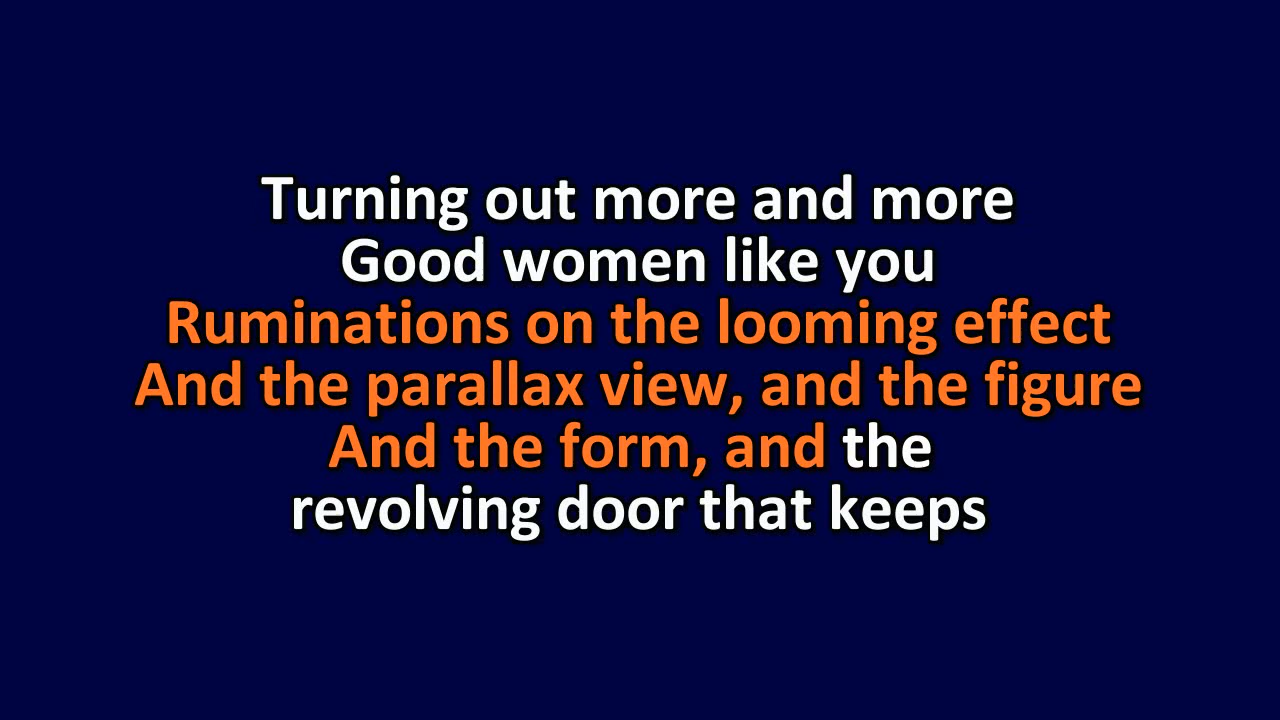 Turning out more and more
Good women like you
Ruminations on the looming effect
And the parallax view, and the figure
And the form, and the
revolving door that keeps